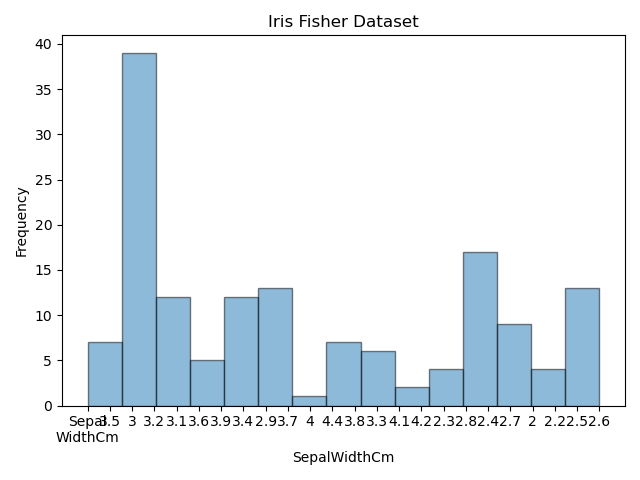 Iris Fisher Dataset
Frequency
40
35
30
25
20
15
10
5
0
Sepal 3.5 3 3.2 3.1 3.6 3.9 3.4 2.9 3.7 4 4.4 3.8 3.3 4.1 4.2 2.3 2.8 2.4 2.7 2 2.2 2.5 2.6
WidthCm
SepalWidthCm